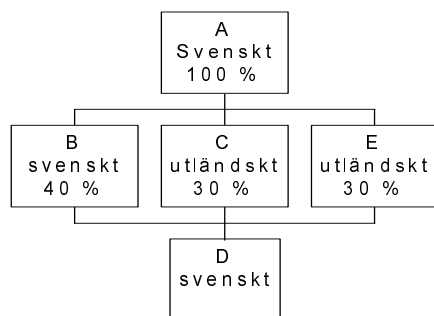 A
Svenskt
100 %
B
svenskt
40 %
C
utländskt
30 %
E
utländskt
30 %
D
svenskt